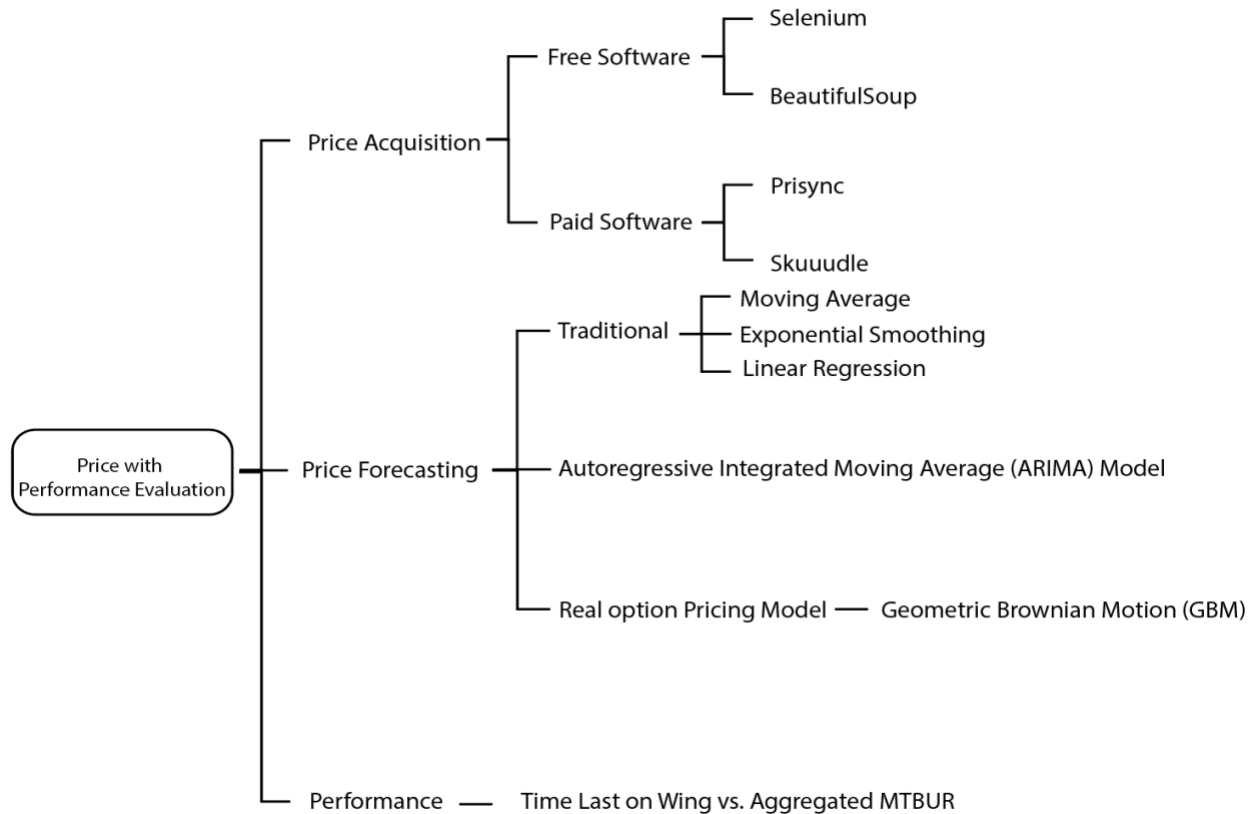 Selenium
Free Software
BeautifulSoup
Price Acquisition
Prisync
Paid Software
Skuuudle
Moving Average
Traditional
Exponential Smoothing
Linear Regression
Price with
Performance Evaluation
Price Forecasting
Autoregressive Integrated Moving Average (ARIMA) Model
Real option Pricing Model
Geometric Brownian Motion (GBM)
Performance
Time Last on Wing vs. Aggregated MTBUR